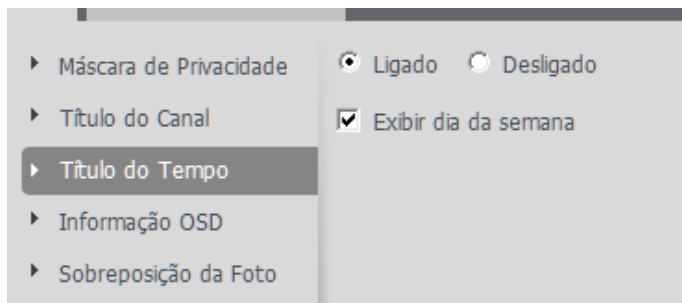 Máscara de Privacidade
Título do Canal
Título do Tempo
Informação OSD
Sobreposição da Foto
Ligado Desligado
Exibir dia da semana